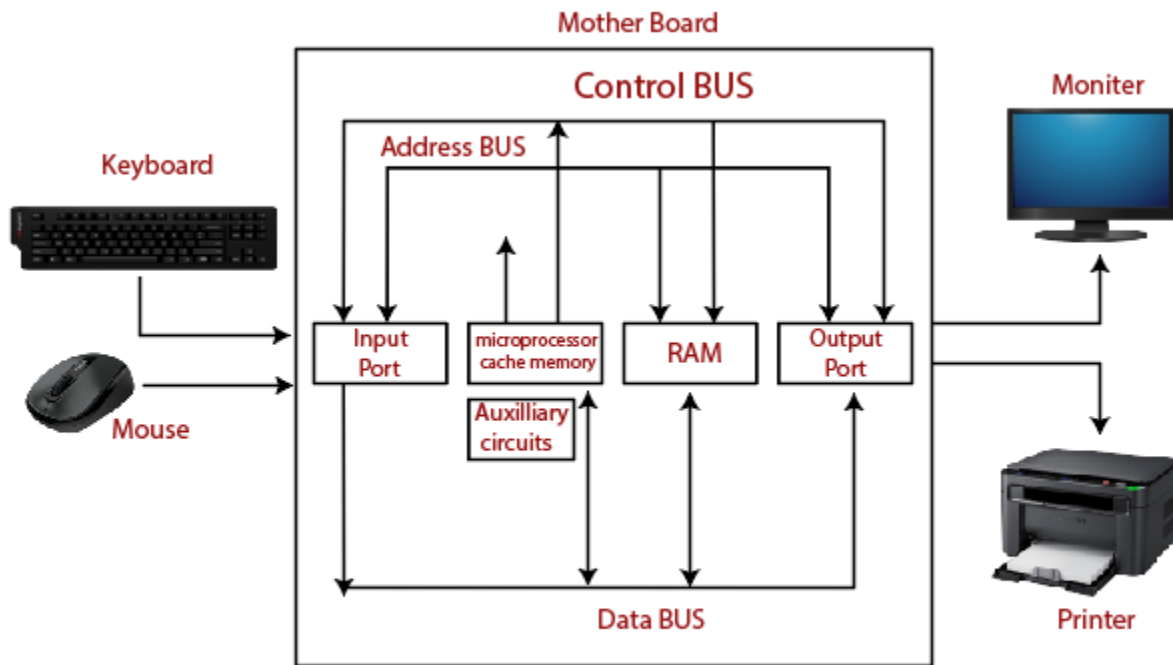 Mother Board
Control BUS
Moniter
Address BUS
Keyboard
Input
Port
microprocessor
cache memory
RAM
Output
Port
Auxilliary
circuits
Mouse
Data BUS
Printer